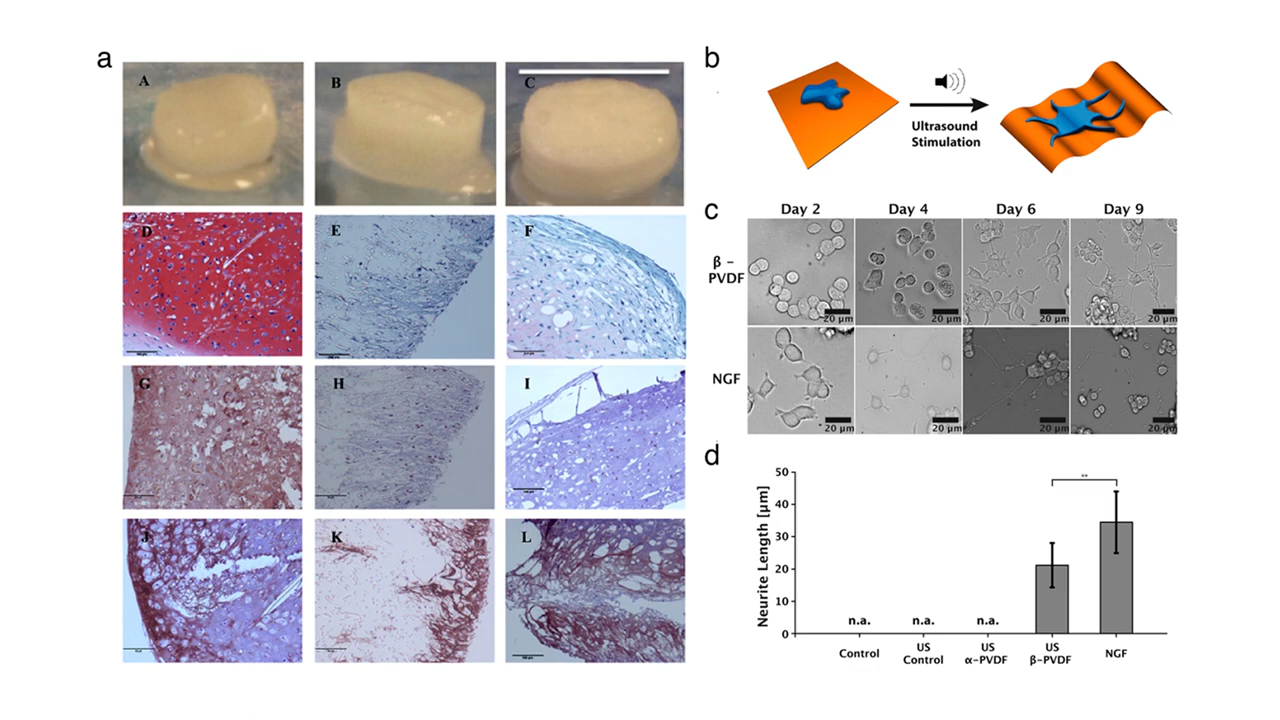 a
A
B
C
D
E
F
G
H
I
J
K
L
b
Ultrasound
Stimulation
c
Day 2
Day 4
Day 6
Day 9
β –
PVDF
20 µm
20 µm
20 µm
20 µm
NGF
20 µm
20 µm
20 µm
20 µm
d
Neurite Length [µm]
50
40
30
20
10
0
**
n.a.
n.a.
n.a.
Control
US
Control
US
α–PVDF
US
β–PVDF
NGF